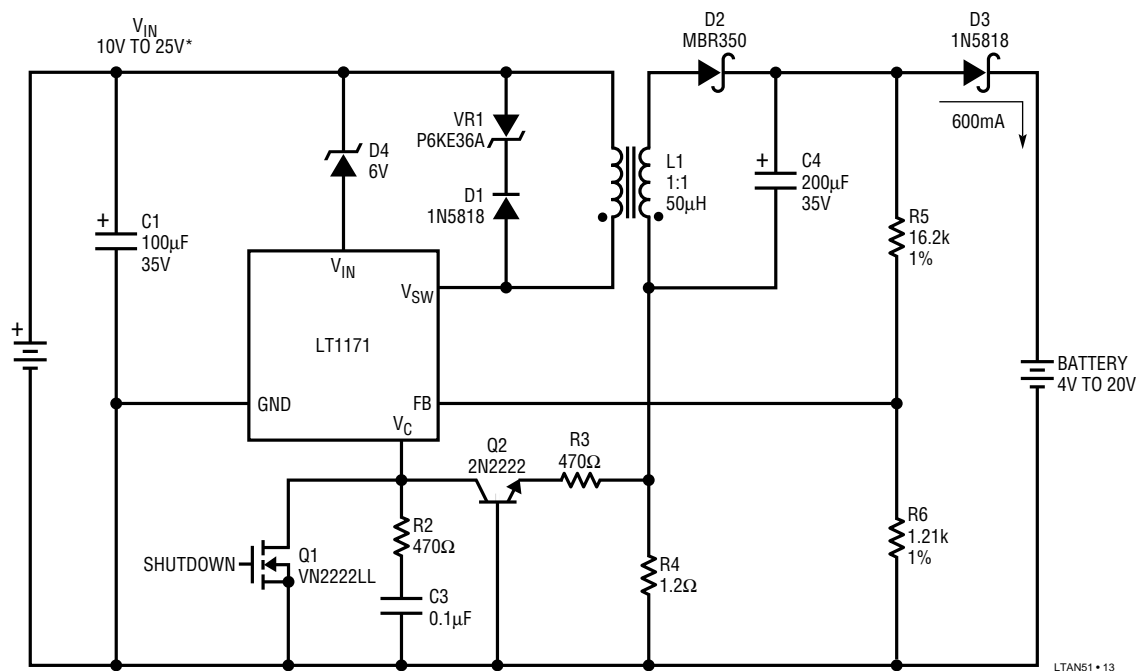 V_IN
10V TO 25V*
D2
MBR350
D3
1N5818
600mA
VR1
P6KE36A
D4
6V
D1
1N5818
L1
1:1
50µH
+
C4
200µF
35V
R5
16.2k
1%
+
C1
100µF
35V
V_IN
V_SW
LT1171
+
BATTERY
4V TO 20V
GND
FB
V_C
Q2
2N2222
R3
470Ω
R2
470Ω
R6
1.21k
1%
SHUTDOWN
Q1
VN2222LL
R4
1.2Ω
C3
0.1µF
LTAN51 • 13